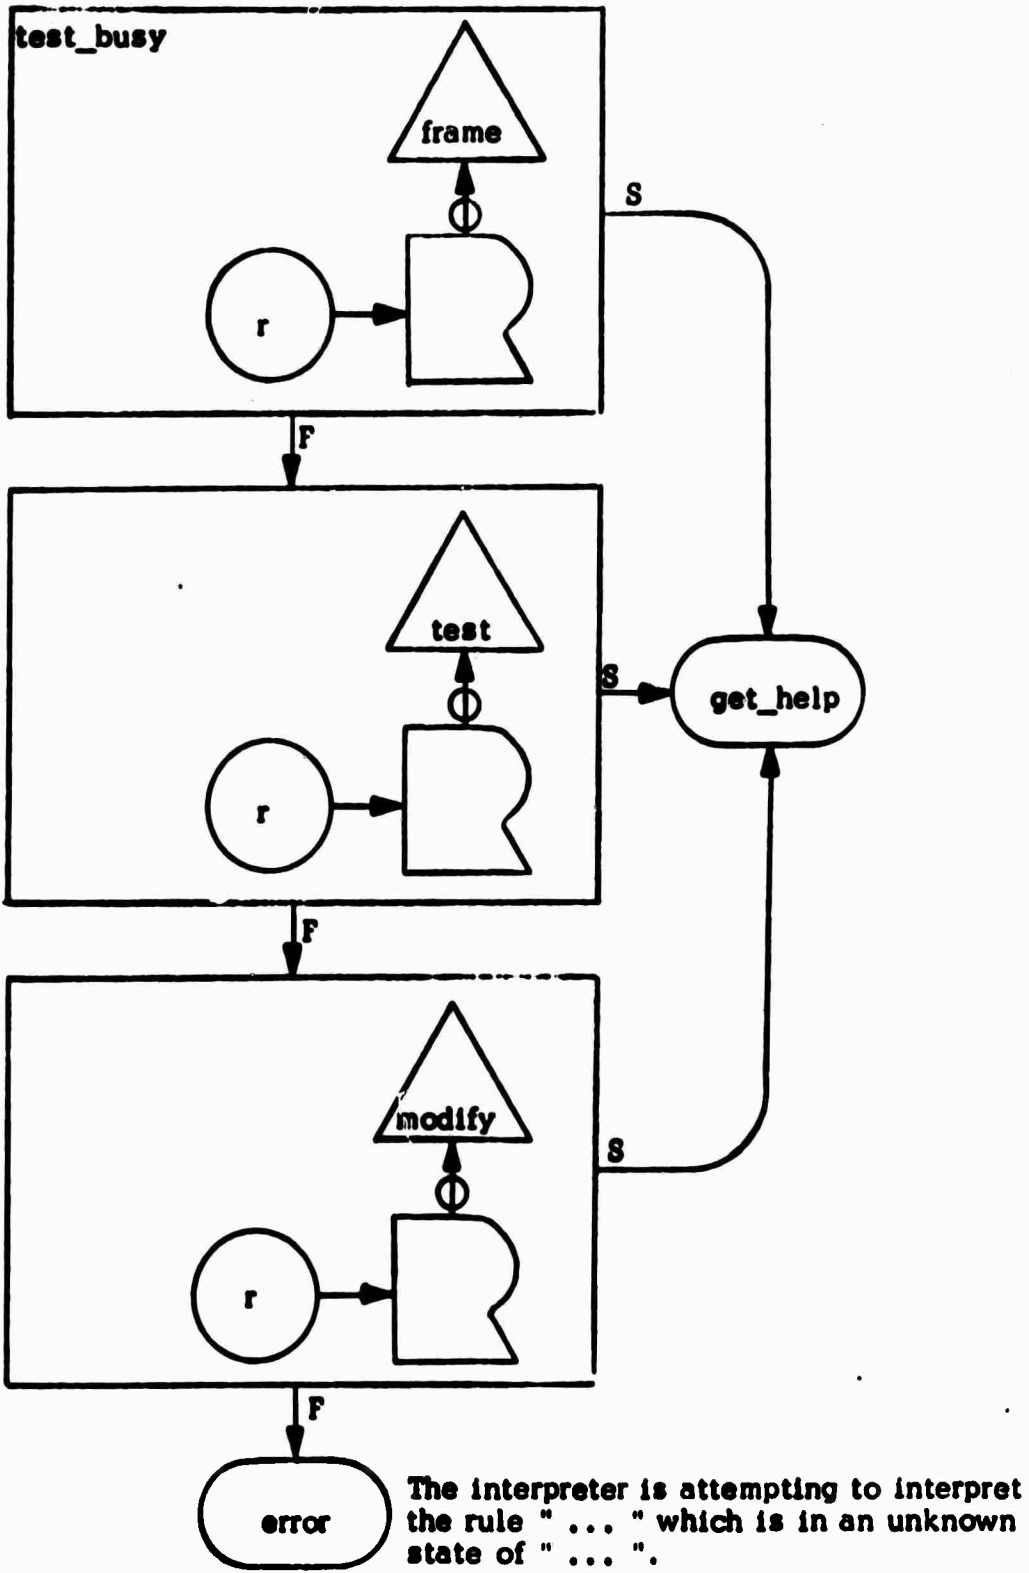 test_busy
frame
S
r
F
test
S
get_help
r
F
modify
S
r
F
error
The interpreter is attempting to interpret
the rule " ... " which is in an unknown
state of " ... ".